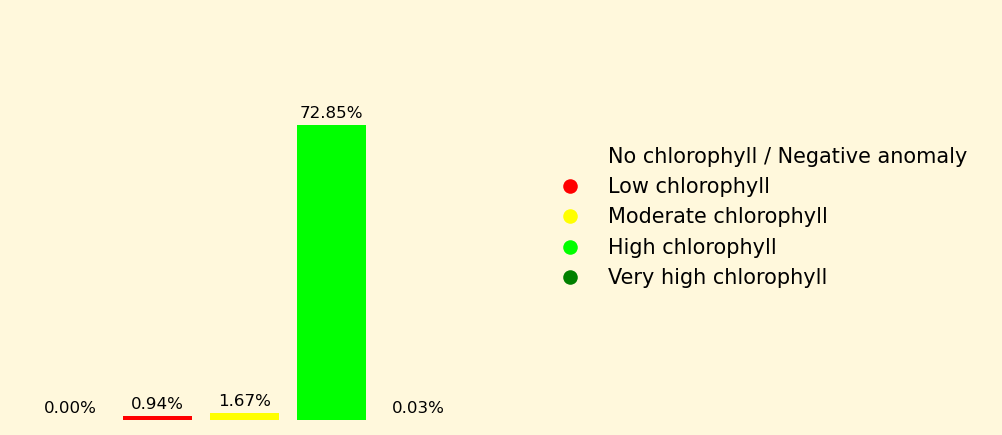 72.85%
0.00%
0.94%
1.67%
0.03%
No chlorophyll / Negative anomaly
Low chlorophyll
Moderate chlorophyll
High chlorophyll
Very high chlorophyll